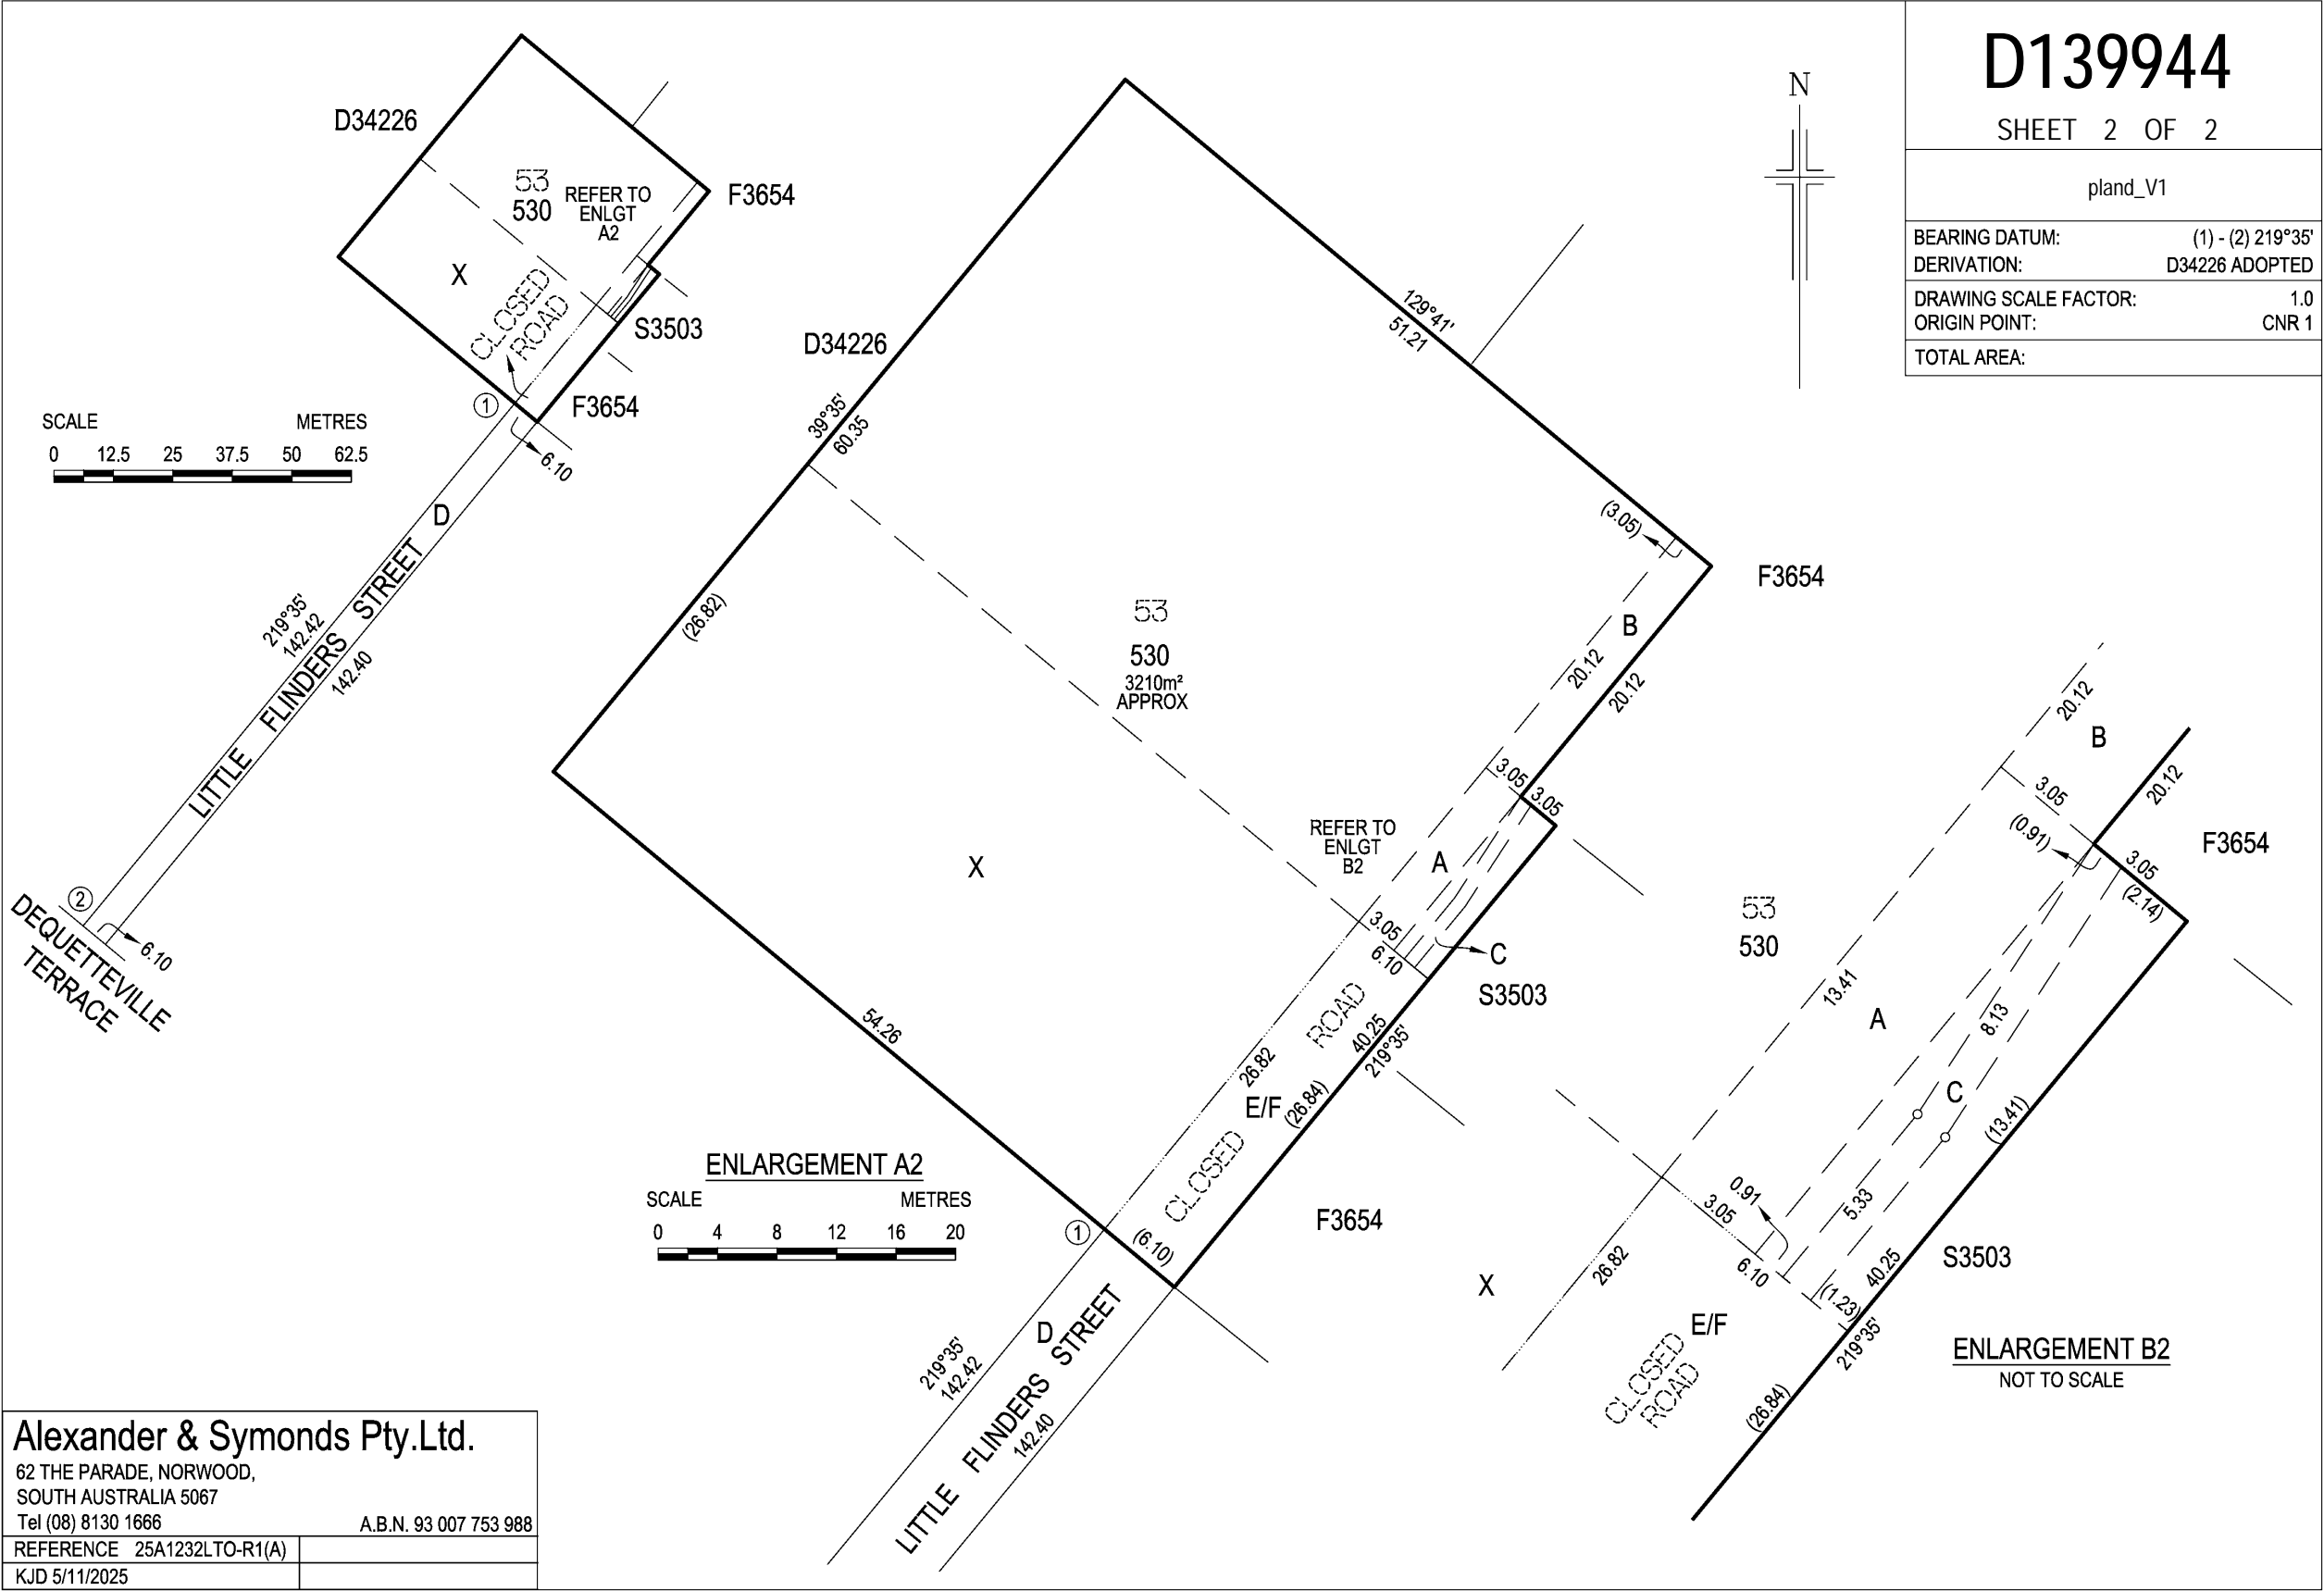 D139944
SHEET 2 OF 2
pland_V1
BEARING DATUM: (1) - (2) 219°35'
DERIVATION: D34226 ADOPTED
DRAWING SCALE FACTOR: 1.0
ORIGIN POINT: CNR 1
TOTAL AREA:
N
D34226
53
530
REFER TO
ENLGT
A2
F3654
X
CLOSED
ROAD
S3503
F3654
1
6.10
SCALE METRES
0 12.5 25 37.5 50 62.5
D
LITTLE FLINDERS STREET
219°35'
142.42
142.40
2
6.10
DEQUETTEVILLE
TERRACE
D34226
39°35'
60.35
(26.82)
129°41'
51.21
(3.05)
F3654
B
20.12
20.12
53
530
3210m²
APPROX
3.05
3.05
REFER TO
ENLGT
B2
A
X
3.05
6.10
C
S3503
54.26
CLOSED ROAD
26.82
40.25
219°35'
E/F
(26.84)
F3654
1
(6.10)
ENLARGEMENT A2
SCALE METRES
0 4 8 12 16 20
D
LITTLE FLINDERS STREET
219°35'
142.42
142.40
20.12
B
3.05
20.12
(0.91)
F3654
3.05
(2.14)
53
530
13.41
A
8.13
C
(13.41)
0.91
3.05
5.33
6.10
40.25
(1.23)
219°35'
S3503
26.82
X
E/F
CLOSED
ROAD
(26.84)
ENLARGEMENT B2
NOT TO SCALE
Alexander & Symonds Pty.Ltd.
62 THE PARADE, NORWOOD,
SOUTH AUSTRALIA 5067
Tel (08) 8130 1666 A.B.N. 93 007 753 988
REFERENCE 25A1232LTO-R1(A)
KJD 5/11/2025